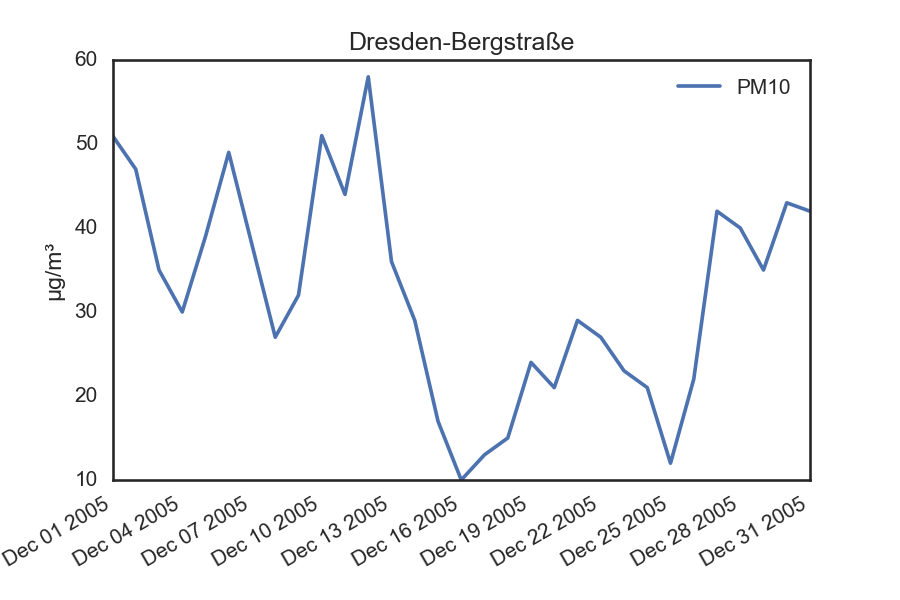 Dresden-Bergstraße
PM10
µg/m³
60
50
40
30
20
10
Dec 01 2005
Dec 04 2005
Dec 07 2005
Dec 10 2005
Dec 13 2005
Dec 16 2005
Dec 19 2005
Dec 22 2005
Dec 25 2005
Dec 28 2005
Dec 31 2005